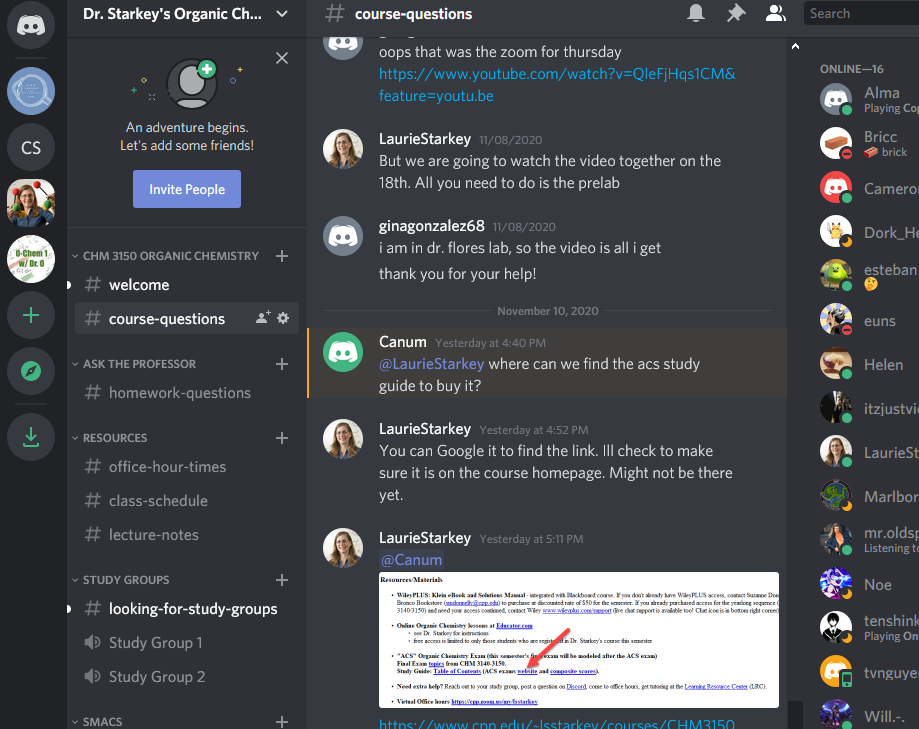 Dr. Starkey's Organic Ch...
# course-questions
Search
An adventure begins.
Let's add some friends!
Invite People
CS
O-Chem 1
w/ Dr. O
CHM 3150 ORGANIC CHEMISTRY
# welcome
# course-questions
ASK THE PROFESSOR
# homework-questions
RESOURCES
# office-hour-times
# class-schedule
# lecture-notes
STUDY GROUPS
# looking-for-study-groups
Study Group 1
Study Group 2
SMACS
oops that was the zoom for thursday
https://www.youtube.com/watch?v=QleFjHqs1CM&
feature=youtu.be
LaurieStarkey 11/08/2020
But we are going to watch the video together on the
18th. All you need to do is the prelab
ginagonzalez68 11/08/2020
i am in dr. flores lab, so the video is all i get
thank you for your help!
November 10, 2020
Canum Yesterday at 4:40 PM
@LaurieStarkey where can we find the acs study
guide to buy it?
LaurieStarkey Yesterday at 4:52 PM
You can Google it to find the link. Ill check to make
sure it is on the course homepage. Might not be there
yet.
LaurieStarkey Yesterday at 5:11 PM
@Canum
Resources/Materials
• WileyPLUS: Klein eBook and Solutions Manual - integrated with Blackboard course. If you don't already have WileyPLUS access, contact Suzanne Don
Bronco Bookstore (smdonnelly@cpp.edu) to purchase at discounted rate of $50 for the semester. If you already purchased access for the yearlong sequence (
3140/3150) and need your access continued, contact Wiley www.wileyplus.com/support (live chat support is available too! Chat icon is in bottom right corner)
• Online Organic Chemistry lessons at Educator.com
◦ see Dr. Starkey for instructions
◦ free access is limited to only those students who are registered in Dr. Starkey's course this semester
• "ACS" Organic Chemistry Exam (this semester's final exam will be modeled after the ACS exam)
Final Exam topics from CHM 3140-3150.
Study Guide: Table of Contents (ACS exams website and composite scores).
• Need extra help? Reach out to your study group, post a question on Discord, come to office hours, get tutoring at the Learning Resource Center (LRC).
• Virtual Office hours https://cpp.zoom.us/my/lsstarkey
https://www.cpp.edu/~lsstarkey/courses/CHM3150
ONLINE—16
Alma
Playing Cop
Bricc
brick
Camero
Dork_He
esteban
euns
Helen
itzjustvi
LaurieSt
Marlbor
mr.oldsp
Listening to
Noe
tenshink
Playing On
tvnguye
Will.-.